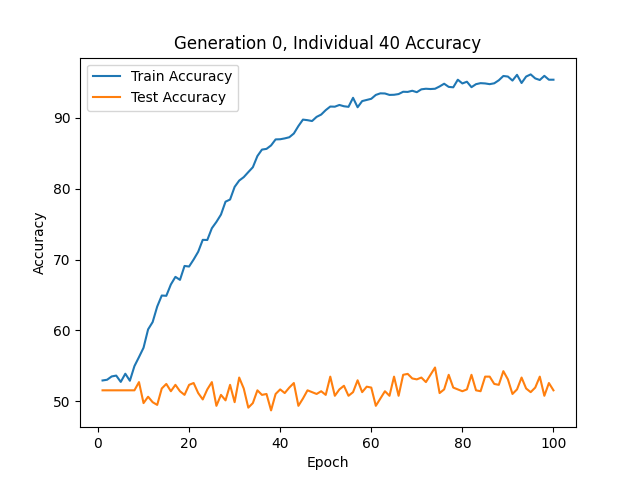 Generation 0, Individual 40 Accuracy
Train Accuracy
Test Accuracy
Accuracy
90
80
70
60
50
0 20 40 60 80 100
Epoch